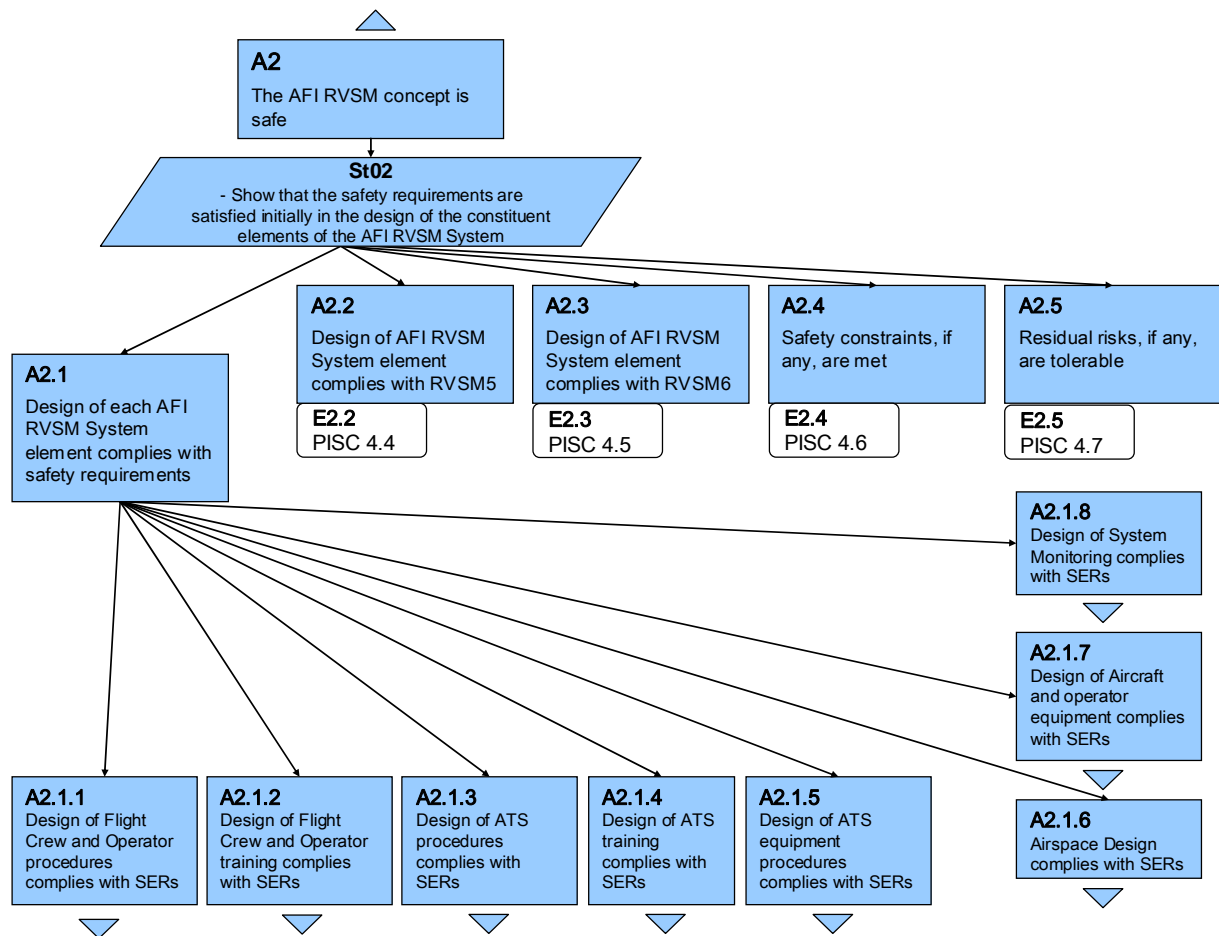 A2
The AFI RVSM concept is
safe
St02
- Show that the safety requirements are
satisfied initially in the design of the constituent
elements of the AFI RVSM System
A2.1
Design of each AFI
RVSM System
element complies with
safety requirements
A2.2
Design of AFI RVSM
System element
complies with RVSM5
E2.2
PISC 4.4
A2.3
Design of AFI RVSM
System element
complies with RVSM6
E2.3
PISC 4.5
A2.4
Safety constraints, if
any, are met
E2.4
PISC 4.6
A2.5
Residual risks, if any,
are tolerable
E2.5
PISC 4.7
A2.1.8
Design of System
Monitoring complies
with SERs
A2.1.7
Design of Aircraft
and operator
equipment complies
with SERs
A2.1.1
Design of Flight
Crew and Operator
procedures
complies with SERs
A2.1.2
Design of Flight
Crew and Operator
training complies
with SERs
A2.1.3
Design of ATS
procedures
complies with
SERs
A2.1.4
Design of ATS
training
complies with
SERs
A2.1.5
Design of ATS
equipment
procedures
complies with SERs
A2.1.6
Airspace Design
complies with SERs